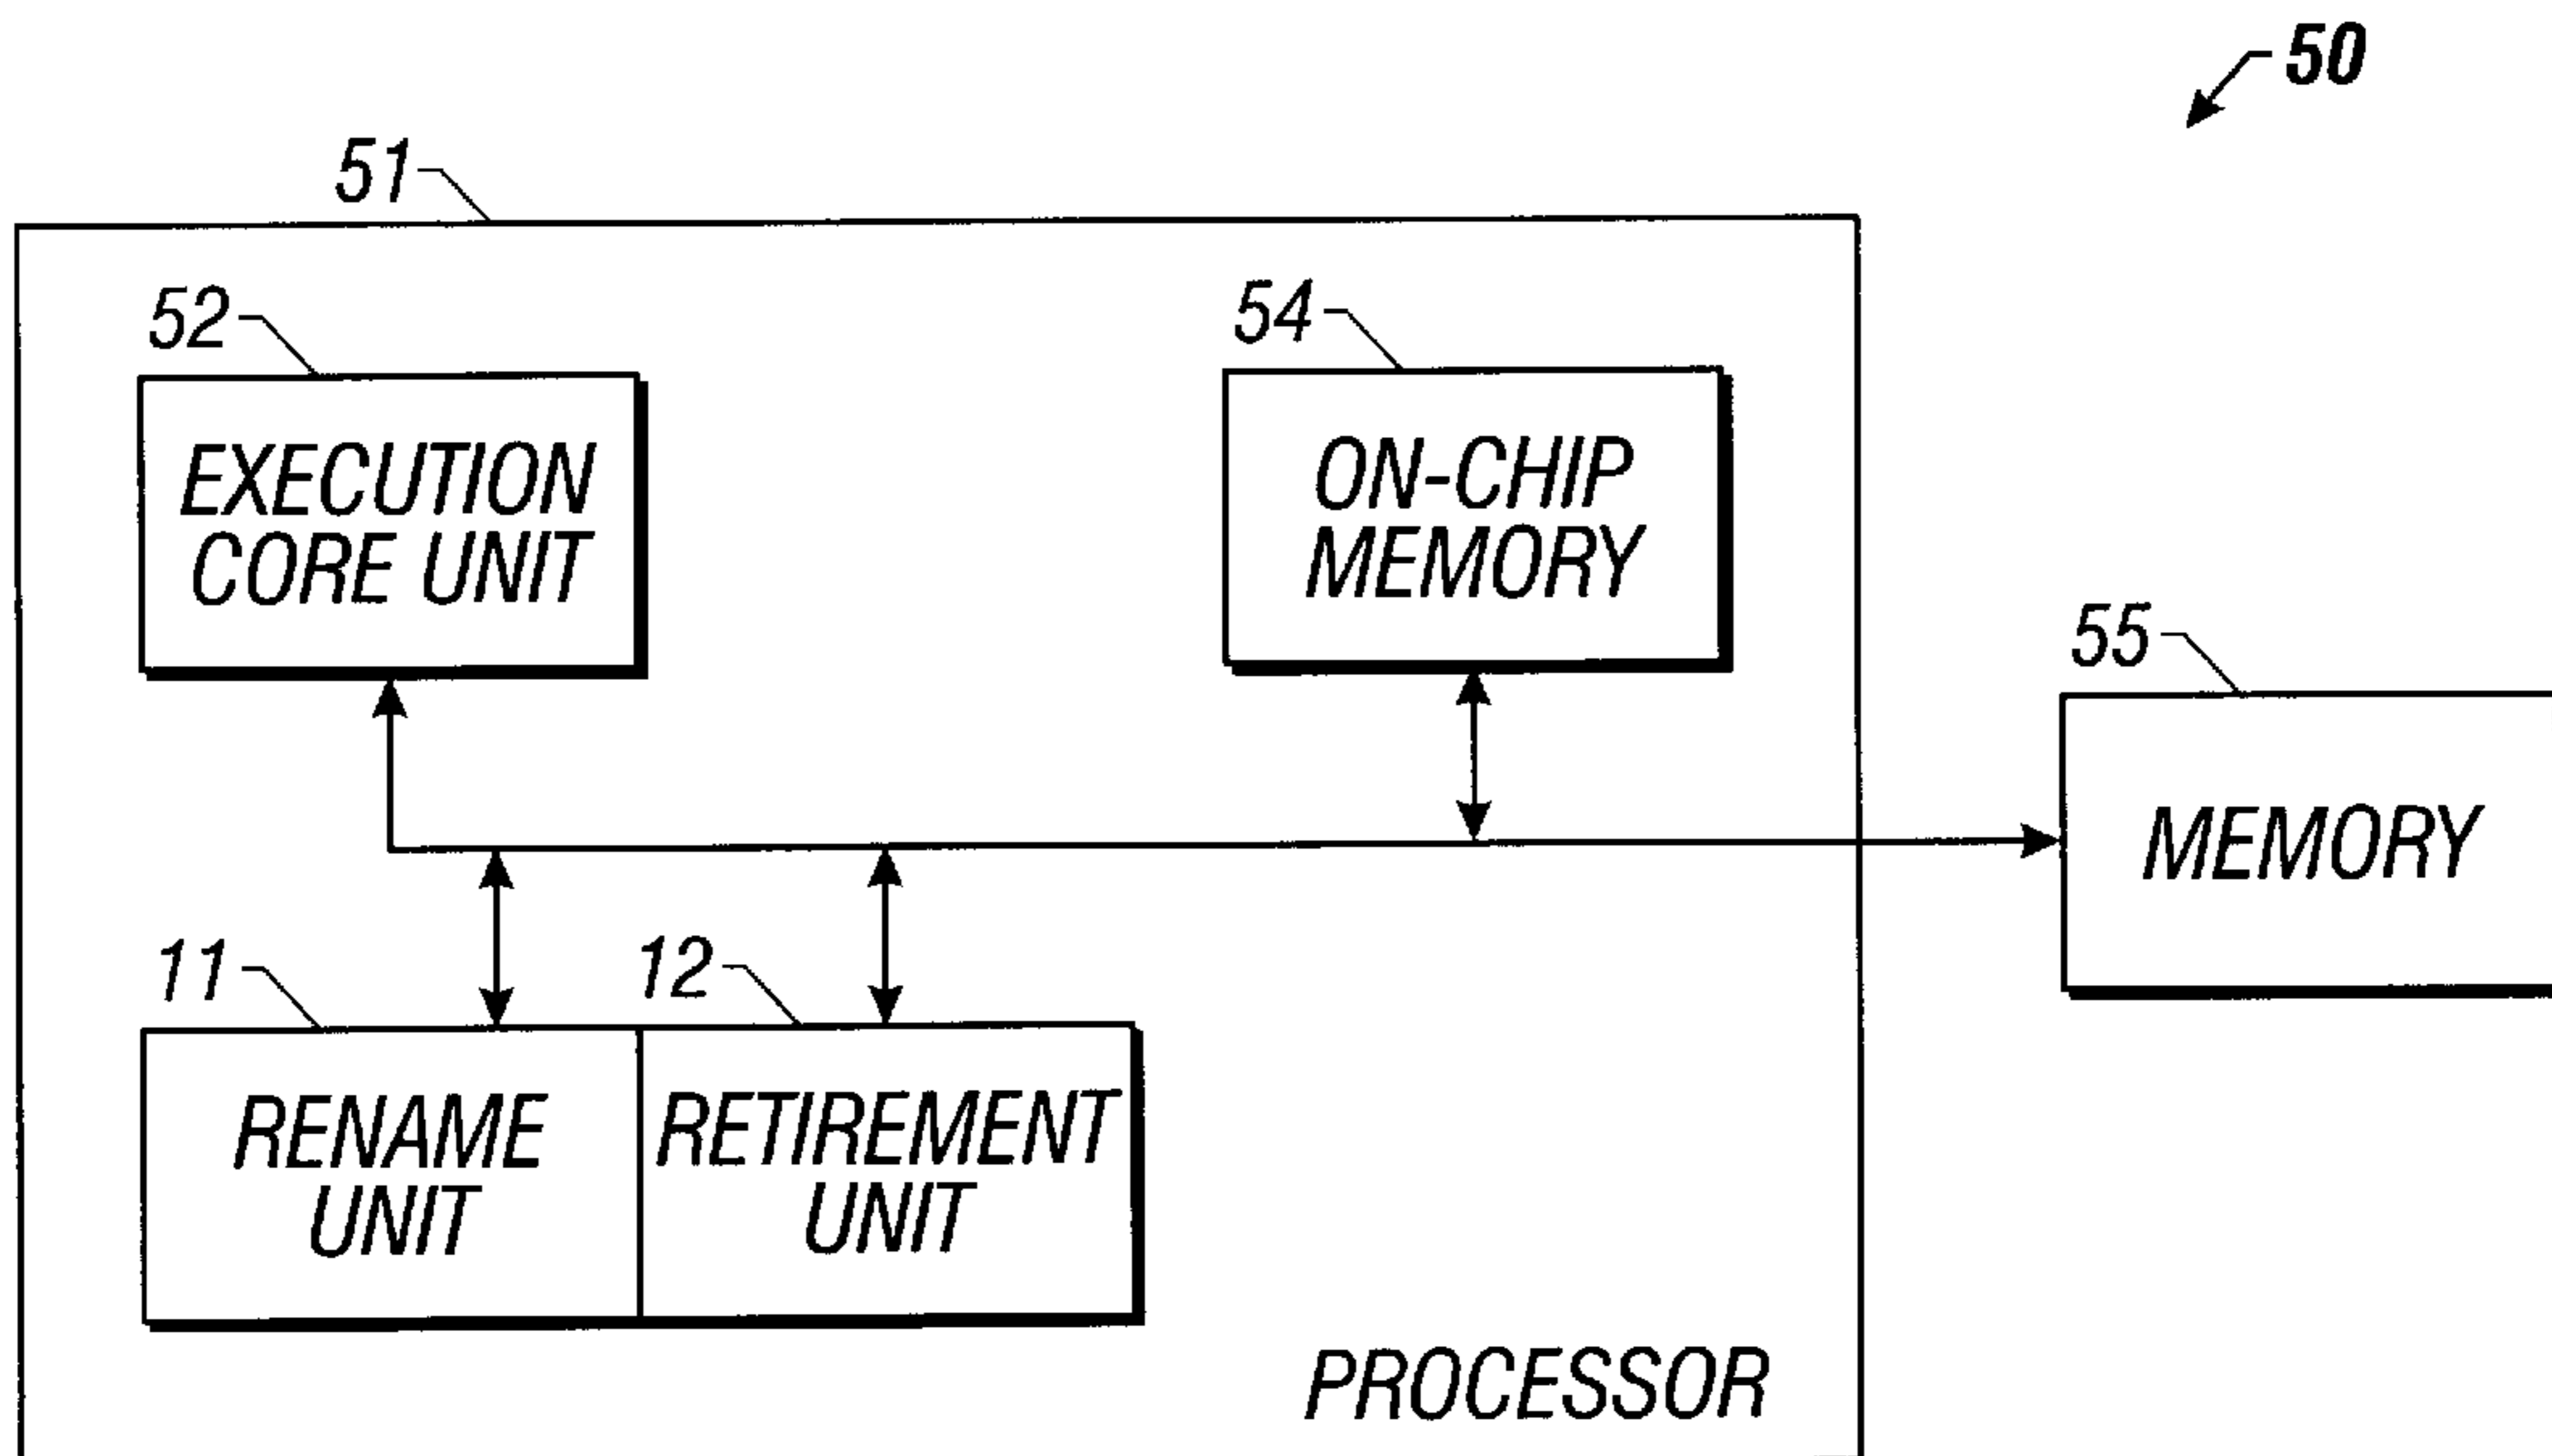 50
51
52
EXECUTION
CORE UNIT
54
ON-CHIP
MEMORY
55
MEMORY
11
RENAME
UNIT
12
RETIREMENT
UNIT
PROCESSOR